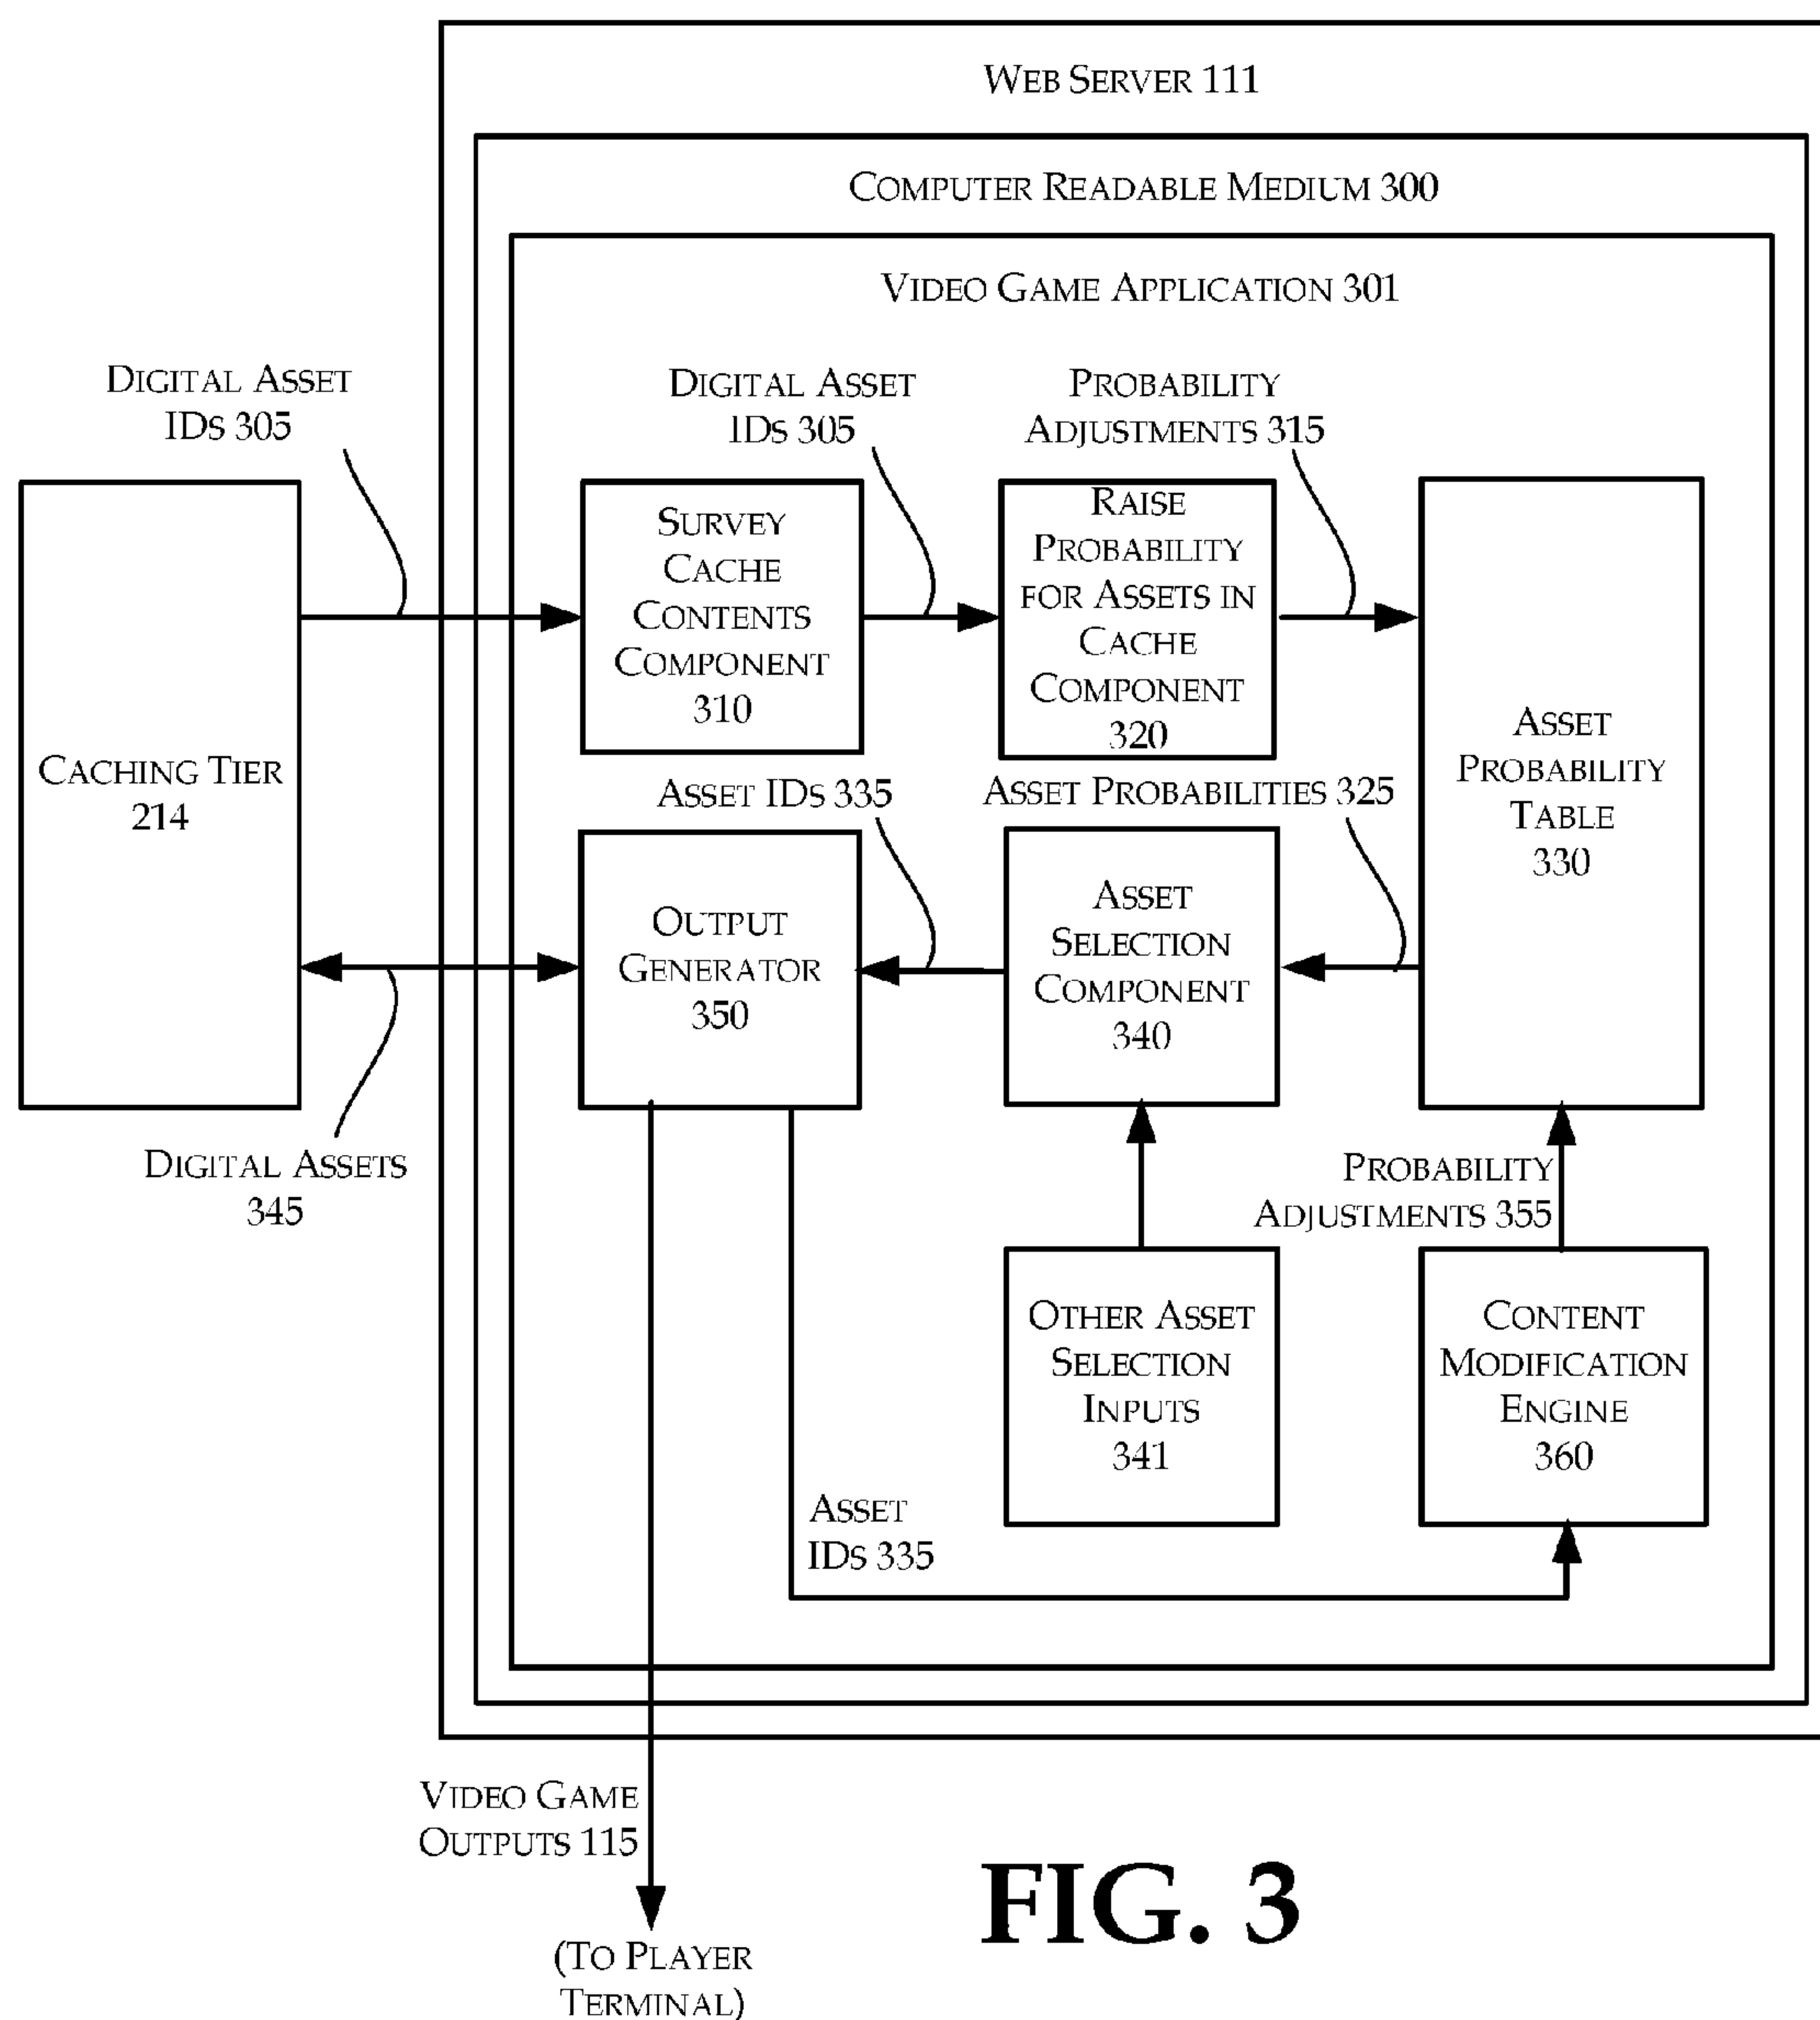 WEB SERVER 111
COMPUTER READABLE MEDIUM 300
VIDEO GAME APPLICATION 301
DIGITAL ASSET
IDS 305
DIGITAL ASSET
IDS 305
PROBABILITY
ADJUSTMENTS 315
CACHING TIER
214
SURVEY
CACHE
CONTENTS
COMPONENT
310
RAISE
PROBABILITY
FOR ASSETS IN
CACHE
COMPONENT
320
ASSET
PROBABILITY
TABLE
330
ASSET IDS 335
ASSET PROBABILITIES 325
OUTPUT
GENERATOR
350
ASSET
SELECTION
COMPONENT
340
DIGITAL ASSETS
345
PROBABILITY
ADJUSTMENTS 355
OTHER ASSET
SELECTION
INPUTS
341
CONTENT
MODIFICATION
ENGINE
360
ASSET
IDS 335
VIDEO GAME
OUTPUTS 115
(TO PLAYER
TERMINAL)
FIG. 3